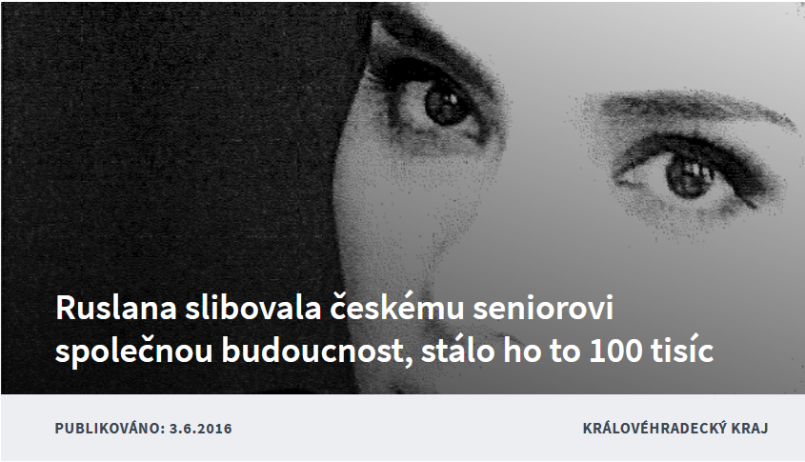 Ruslana slibovala českému seniorovi
společnou budoucnost, stálo ho to 100 tisíc
PUBLIKOVÁNO: 3.6.2016
KRÁLOVÉHRADECKÝ KRAJ